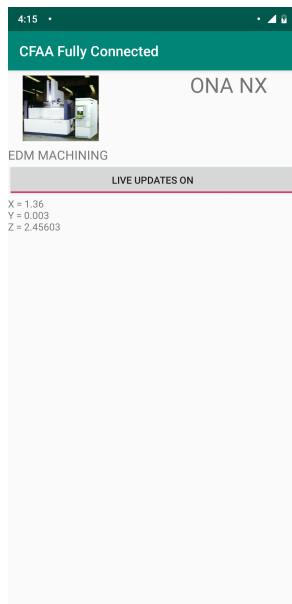 4:15
CFAA Fully Connected
ONA NX
EDM MACHINING
LIVE UPDATES ON
X = 1.36
Y = 0.003
Z = 2.45603